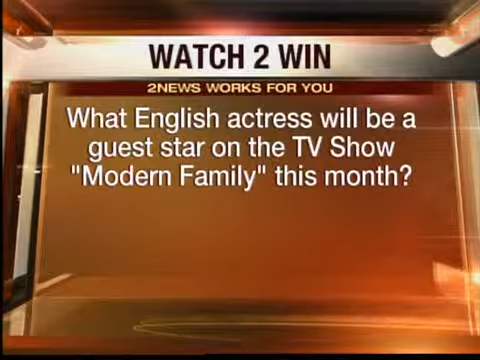 WATCH 2 WIN
2NEWS WORKS FOR YOU
What English actress will be a
guest star on the TV Show
"Modern Family" this month?